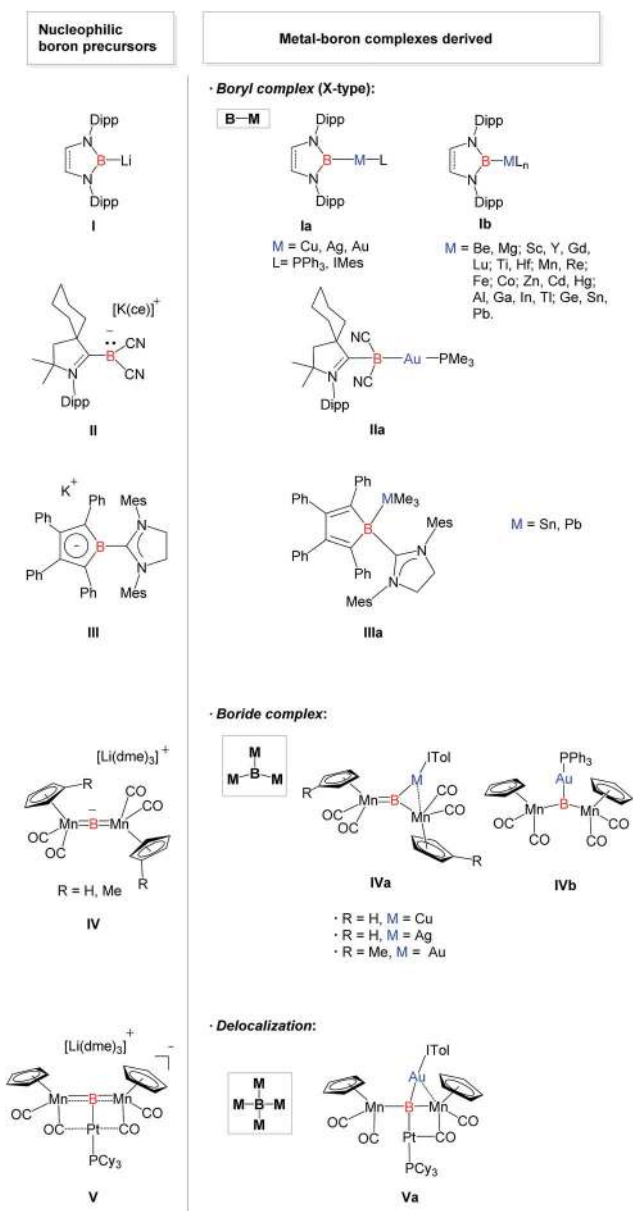 Nucleophilic
boron precursors
Metal-boron complexes derived
· Boryl complex (X-type):
B—M
Dipp
N
B—Li
N
Dipp
I
Dipp
N
B—M—L
N
Dipp
Ia
M = Cu, Ag, Au
L= PPh3, IMes
Dipp
N
B—MLn
N
Dipp
Ib
M = Be, Mg; Sc, Y, Gd,
Lu; Ti, Hf; Mn, Re;
Fe; Co; Zn, Cd, Hg;
Al, Ga, In, Tl; Ge, Sn,
Pb.
[K(ce)]+
−
B
CN
CN
N
Dipp
II
NC
B—Au—PMe3
NC
N
Dipp
IIa
K+
Ph
Ph
Mes
N
−
B
N
Ph
Ph
Mes
III
Ph
Ph
MMe3
B
Mes
N
Ph
Ph
N
Mes
IIIa
M = Sn, Pb
· Boride complex:
M
M B M
[Li(dme)3]+
R
CO
CO
−
Mn=B=Mn
OC
OC
R
R = H, Me
IV
ITol
M
CO
R
Mn=B
Mn
CO
OC
OC
R
IVa
· R = H, M = Cu
· R = H, M = Ag
· R = Me, M = Au
PPh3
Au
Mn B Mn
OC
CO
CO
CO
IVb
· Delocalization:
M
M—B—M
M
[Li(dme)3]+
−
Mn B Mn
OC
CO
OC Pt CO
PCy3
V
ITol
Au
Mn B Mn
OC
CO
CO
Pt CO
PCy3
Va